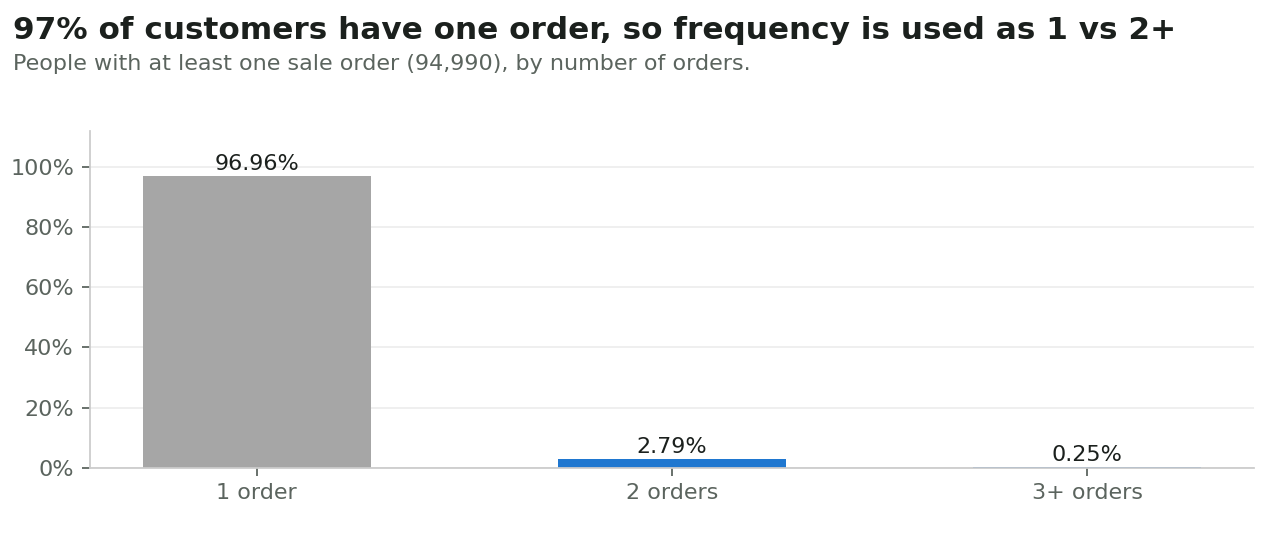 97% of customers have one order, so frequency is used as 1 vs 2+
People with at least one sale order (94,990), by number of orders.
100%
80%
60%
40%
20%
0%
96.96%
2.79%
0.25%
1 order
2 orders
3+ orders